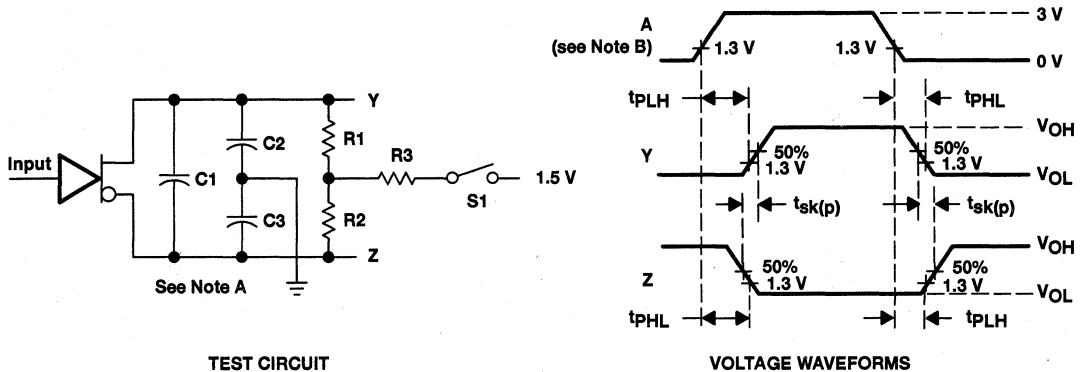 Input
C1
C2
C3
Y
R1
R2
Z
R3
S1
1.5 V
See Note A
TEST CIRCUIT
A
(see Note B)
1.3 V
1.3 V
3 V
0 V
tPLH
tPHL
Y
50%
1.3 V
50%
1.3 V
VOH
VOL
tsk(p)
tsk(p)
Z
50%
1.3 V
50%
1.3 V
VOH
VOL
tPHL
tPLH
VOLTAGE WAVEFORMS